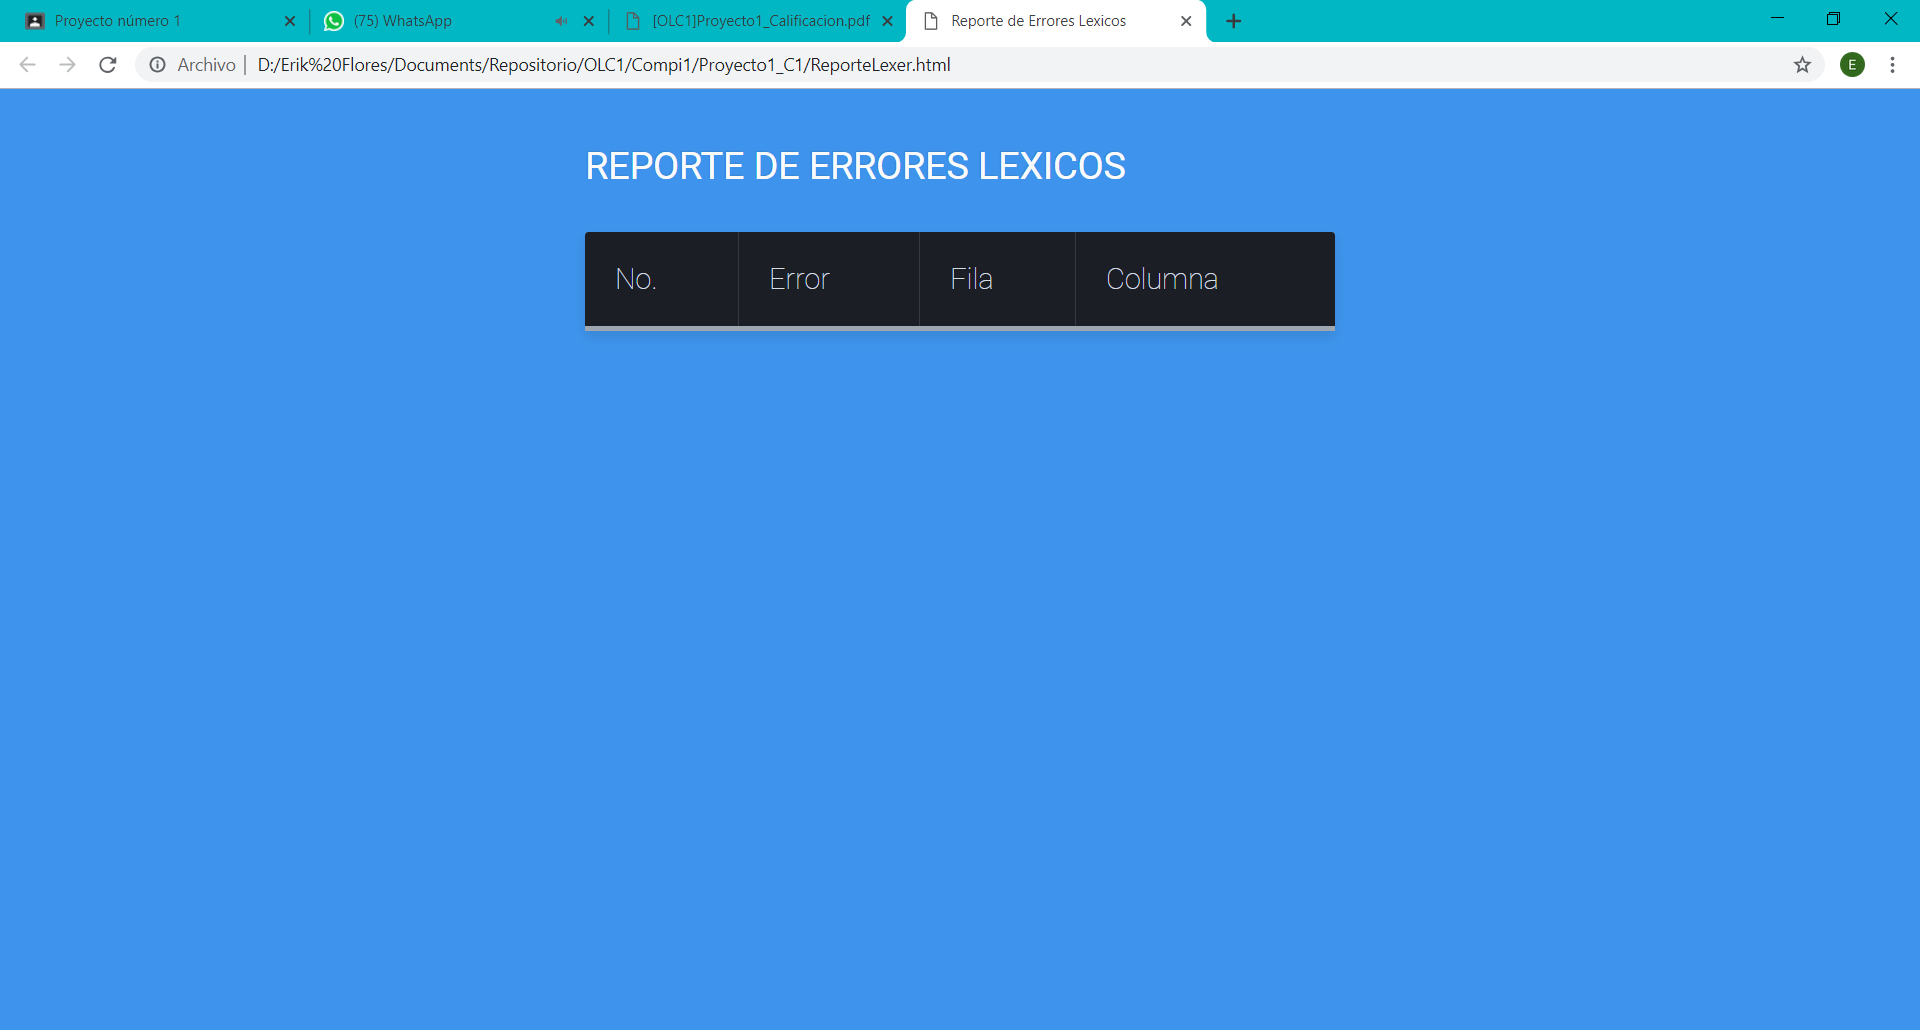 Proyecto número 1
(75) WhatsApp
[OLC1]Proyecto1_Calificacion.pdf
Reporte de Errores Lexicos
Archivo | D:/Erik%20Flores/Documents/Repositorio/OLC1/Compi1/Proyecto1_C1/ReporteLexer.html
E
REPORTE DE ERRORES LEXICOS
No. Error Fila Columna